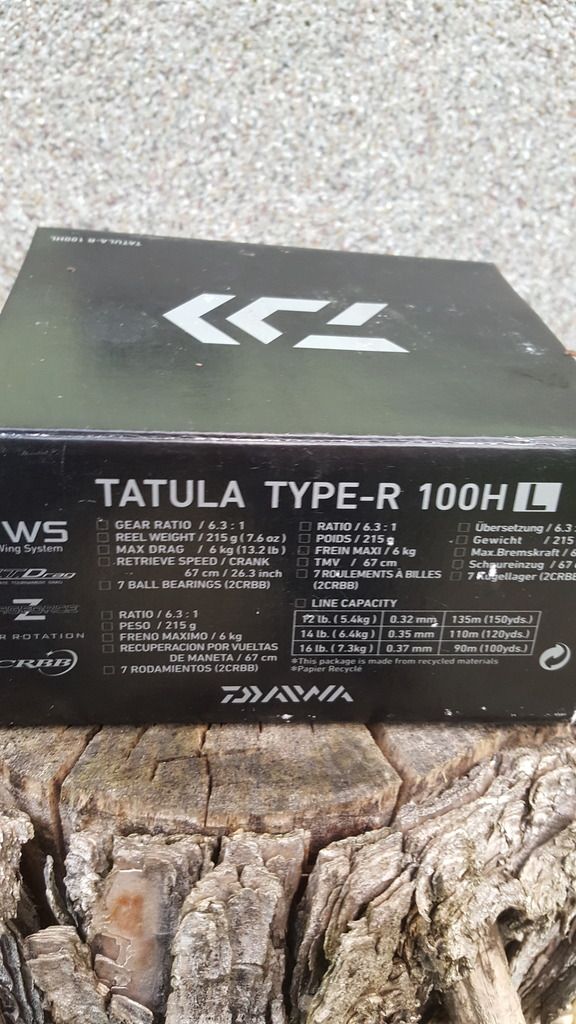 TATULA-R 100HL
TATULA TYPE-R 100H L
WS
Wing System
Drag
Z
R ROTATION
CRBB
GEAR RATIO / 6.3 : 1
REEL WEIGHT / 215 g (7.6 oz )
MAX DRAG / 6 kg (13.2 lb )
RETRIEVE SPEED / CRANK
67 cm / 26.3 inch
7 BALL BEARINGS (2CRBB)
RATIO / 6.3 : 1
PESO / 215 g
FRENO MAXIMO / 6 kg
RECUPERACION POR VUELTAS
DE MANETA / 67 cm
7 RODAMIENTOS (2CRBB)
RATIO / 6.3 : 1
POIDS / 215 g
FREIN MAXI / 6 kg
TMV / 67 cm
7 ROULEMENTS À BILLES
(2CRBB)
Übersetzung / 6.3
Gewicht / 215
Max.Bremskraft / 6
Schnureinzug / 67
7 Kugellager (2CRB
LINE CAPACITY
12 lb. ( 5.4kg ) 0.32 mm 135m (150yds.)
14 lb. ( 6.4kg ) 0.35 mm 110m (120yds.)
16 lb. ( 7.3kg ) 0.37 mm 90m (100yds.)
*This package is made from recycled materials
*Papier Recycle
DAIWA